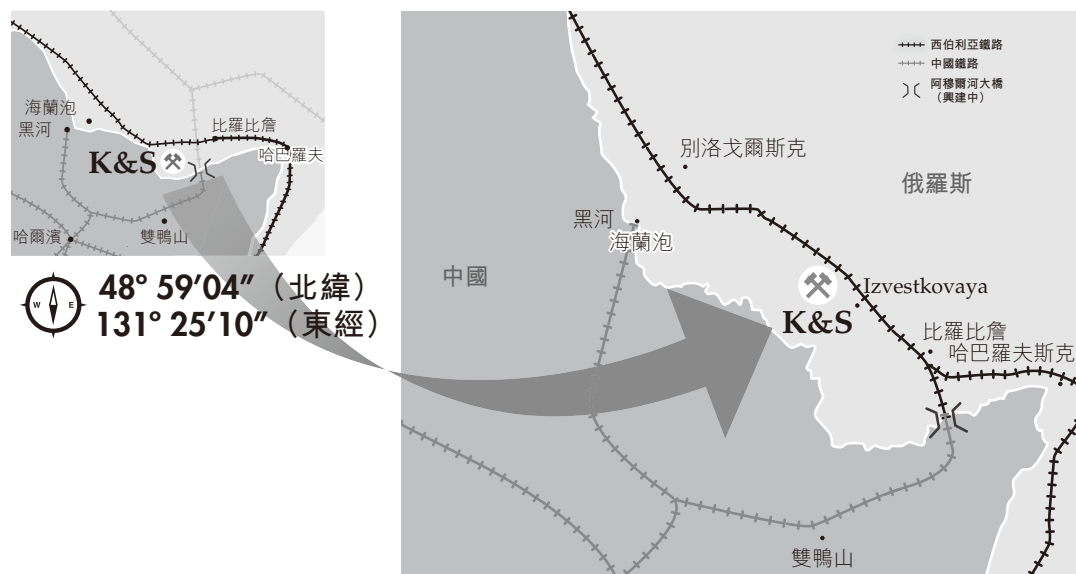 海蘭泡
黑河
比羅比詹
哈巴羅夫
K&S
哈爾濱
雙鴨山
W
E
48° 59′04″（北緯）
131° 25′10″（東經）
西伯利亞鐵路
中國鐵路
阿穆爾河大橋
（興建中）
別洛戈爾斯克
俄羅斯
黑河
海蘭泡
中國
Izvestkovaya
K&S
比羅比詹
哈巴羅夫斯克
雙鴨山